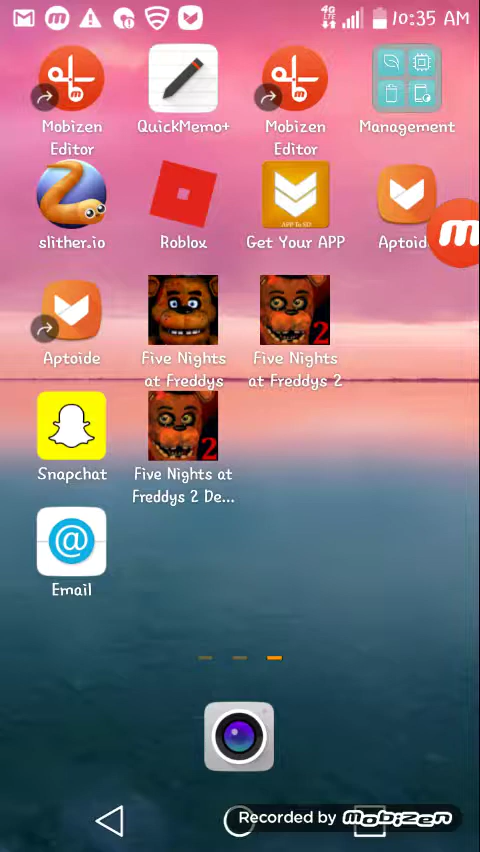 4G
10:35 AM
Mobizen
Editor
QuickMemo+
Mobizen
Editor
Management
APP To SD
slither.io
Roblox
Get Your APP
Aptoid
m
Aptoide
Five Nights
at Freddys
2
Five Nights
at Freddys 2
Snapchat
2
Five Nights at
Freddys 2 De...
@
Email
Recorded by Mobizen